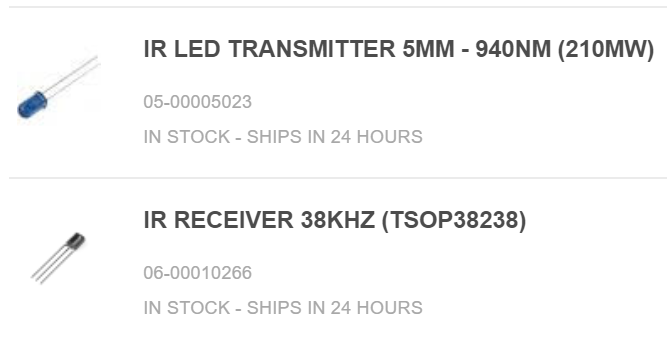 IR LED TRANSMITTER 5MM - 940NM (210MW)
05-00005023
IN STOCK - SHIPS IN 24 HOURS
IR RECEIVER 38KHZ (TSOP38238)
06-00010266
IN STOCK - SHIPS IN 24 HOURS